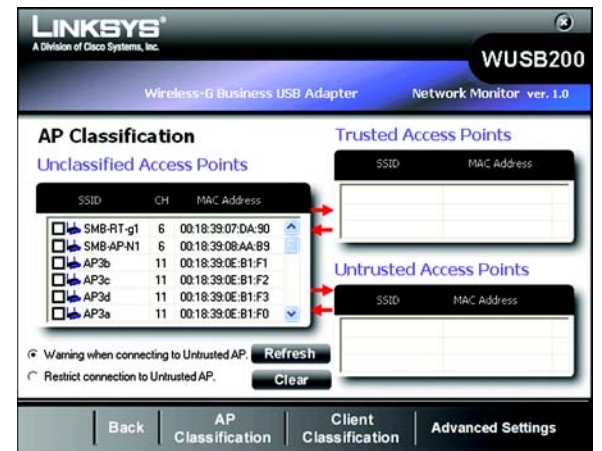 LINKSYS®
A Division of Cisco Systems, Inc.
WUSB200
Wireless-G Business USB Adapter Network Monitor ver. 1.0
AP Classification
Unclassified Access Points
SSID CH MAC Address
SMB-RT-g1 6 00:18:39:07:DA:90
SMB-AP-N1 6 00:18:39:08:AA:B9
AP3b 11 00:18:39:0E:B1:F1
AP3c 11 00:18:39:0E:B1:F2
AP3d 11 00:18:39:0E:B1:F3
AP3a 11 00:18:39:0E:B1:F0
Warning when connecting to Untrusted AP. Refresh
Restrict connection to Untrusted AP. Clear
Trusted Access Points
SSID MAC Address
Untrusted Access Points
SSID MAC Address
Back
AP Classification
Client Classification
Advanced Settings